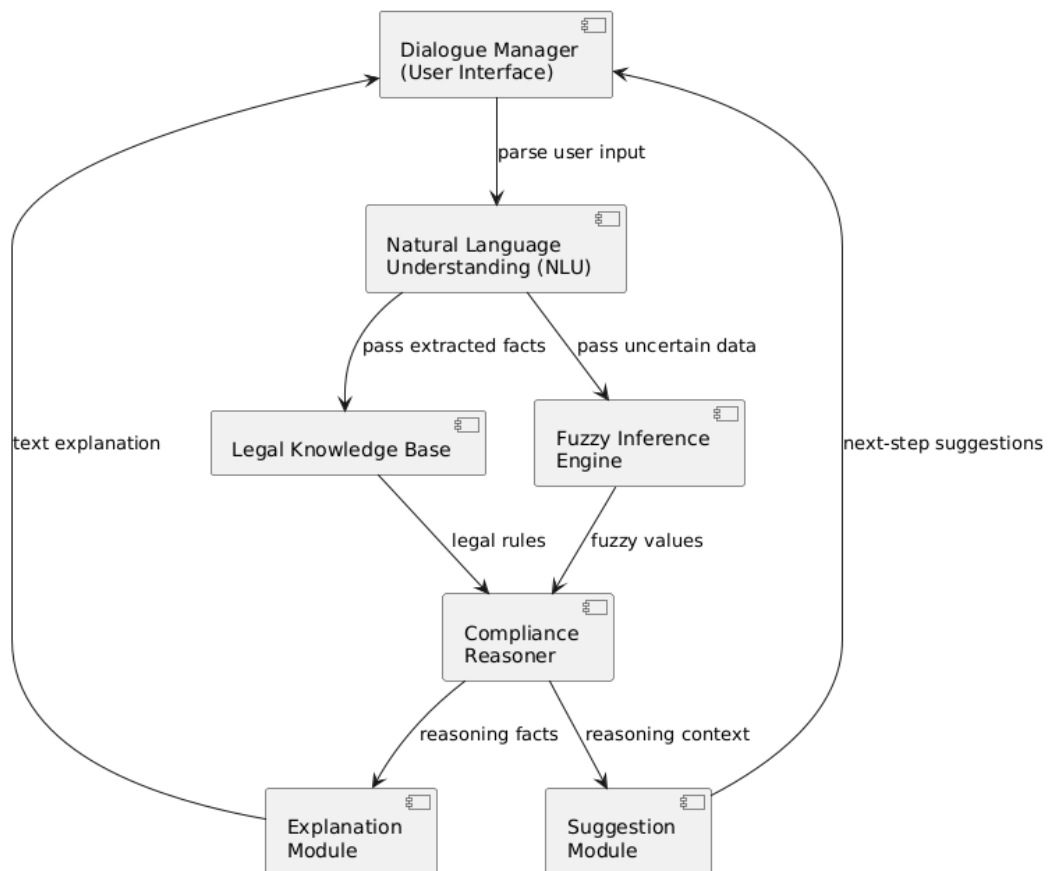 Dialogue Manager
(User Interface)
parse user input
Natural Language
Understanding (NLU)
pass extracted facts
pass uncertain data
Legal Knowledge Base
Fuzzy Inference
Engine
text explanation
next-step suggestions
legal rules
fuzzy values
Compliance
Reasoner
reasoning facts
reasoning context
Explanation
Module
Suggestion
Module